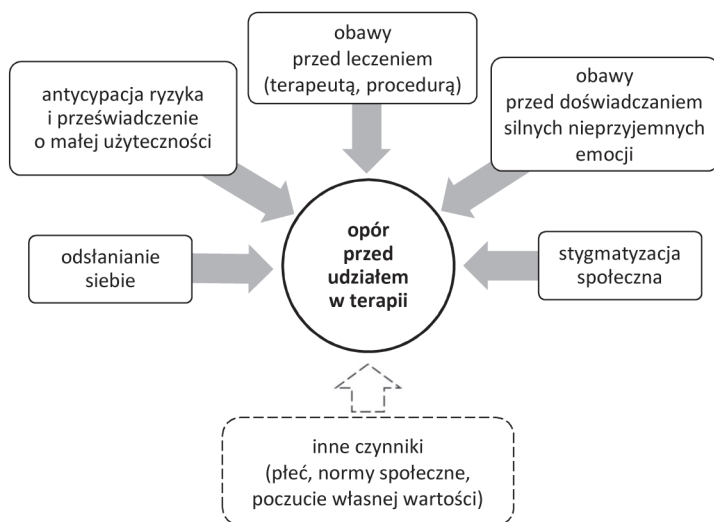 obawy
przed leczeniem
(terapeutą, procedurą)
antycypacja ryzyka
i przeświadczenie
o małej użyteczności
obawy
przed doświadczaniem
silnych nieprzyjemnych
emocji
odsłanianie
siebie
opór
przed
udziałem
w terapii
stygmatyzacja
społeczna
inne czynniki
(płeć, normy społeczne,
poczucie własnej wartości)